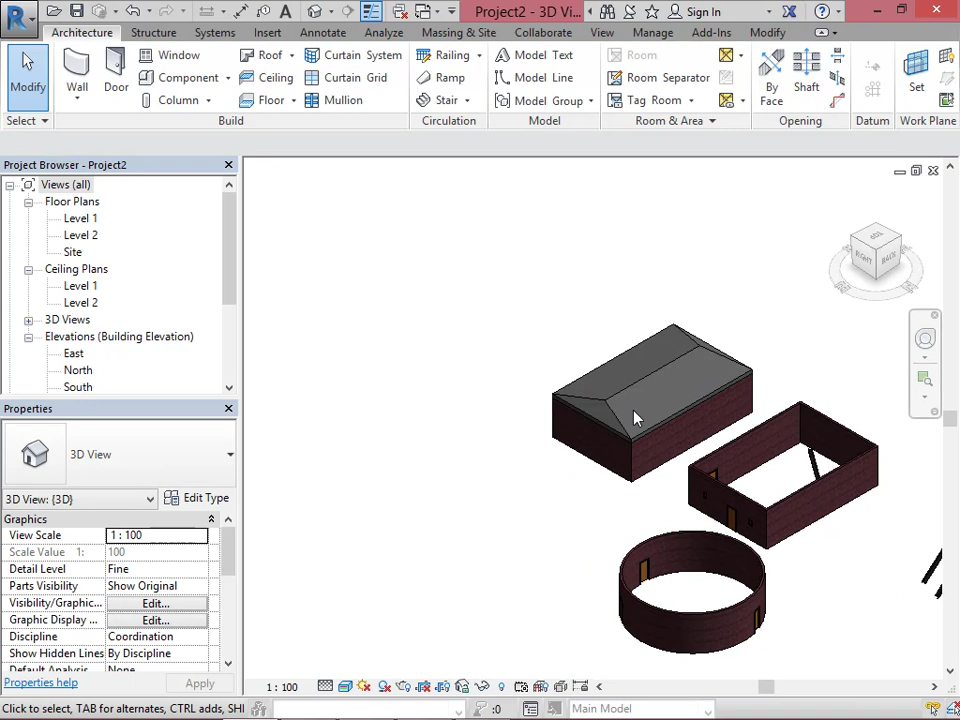 Project2 - 3D Vi...
Sign In
Architecture Structure Systems Insert Annotate Analyze Massing & Site Collaborate View Manage Add-Ins Modify
Modify
Select
Wall
Door
Window
Component
Column
Roof
Ceiling
Floor
Curtain System
Curtain Grid
Mullion
Build
Railing
Ramp
Stair
Circulation
Model Text
Model Line
Model Group
Model
Room
Room Separator
Tag Room
Room & Area
By
Face
Shaft
Opening
Datum
Set
Work Plane
Project Browser - Project2
Views (all)
Floor Plans
Level 1
Level 2
Site
Ceiling Plans
Level 1
Level 2
3D Views
Elevations (Building Elevation)
East
North
South
Properties
3D View
3D View: {3D}
Edit Type
Graphics
View Scale 1 : 100
Scale Value 1: 100
Detail Level Fine
Parts Visibility Show Original
Visibility/Graphic... Edit...
Graphic Display ... Edit...
Discipline Coordination
Show Hidden Lines By Discipline
Default Analysis None
Properties help
Apply
TOP
RIGHT
BACK
1 : 100
Click to select, TAB for alternates, CTRL adds, SHI
:0
Main Model